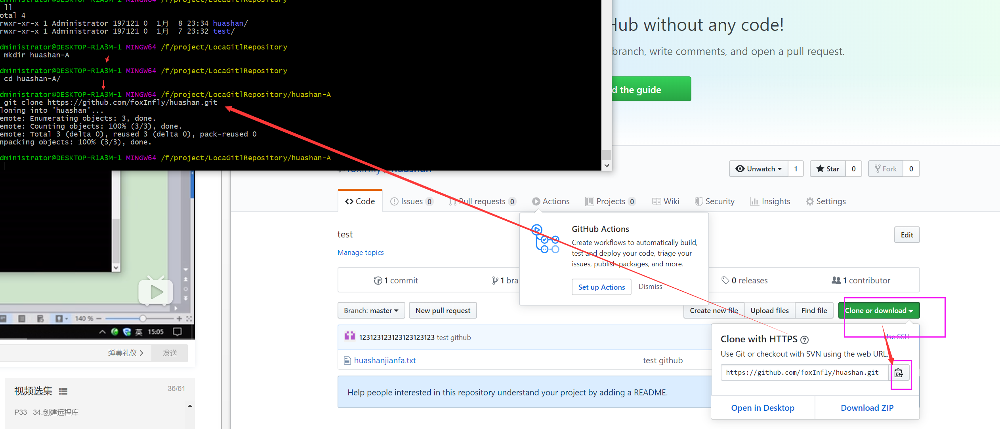 dministrator@DESKTOP-R1A3M-1 MINGW64 /f/project/LocaGitlRepository
ll
otal 4
rwxr-xr-x 1 Administrator 197121 0 1月 8 23:34 huashan/
rwxr-xr-x 1 Administrator 197121 0 1月 7 23:32 test/
dministrator@DESKTOP-R1A3M-1 MINGW64 /f/project/LocaGitlRepository
mkdir huashan-A
dministrator@DESKTOP-R1A3M-1 MINGW64 /f/project/LocaGitlRepository
cd huashan-A/
dministrator@DESKTOP-R1A3M-1 MINGW64 /f/project/LocaGitlRepository/huashan-A
git clone https://github.com/foxInfly/huashan.git
loning into 'huashan'...
emote: Enumerating objects: 3, done.
emote: Counting objects: 100% (3/3), done.
emote: Total 3 (delta 0), reused 3 (delta 0), pack-reused 0
npacking objects: 100% (3/3), done.
dministrator@DESKTOP-R1A3M-1 MINGW64 /f/project/LocaGitlRepository/huashan-A
Hub without any code!
branch, write comments, and open a pull request.
d the guide
foxInfly / huashan
Unwatch 1 Star 0 Fork 0
Code Issues 0 Pull requests 0 Actions Projects 0 Wiki Security Insights Settings
test
Edit
Manage topics
GitHub Actions
Create workflows to automatically build,
test and deploy your code, triage your
issues, publish packages, and more.
Set up Actions Dismiss
1 commit 1 bra 0 releases 1 contributor
Branch: master New pull request Create new file Upload files Find file Clone or download
123123123123123123123 test github
huashanjianfa.txt test github
Help people interested in this repository understand your project by adding a README.
Clone with HTTPS Use SSH
Use Git or checkout with SVN using the web URL.
https://github.com/foxInfly/huashan.git
Open in Desktop Download ZIP
140 %
英 15:05
弹幕礼仪 发送
视频选集 36/61
P33 34.创建远程库